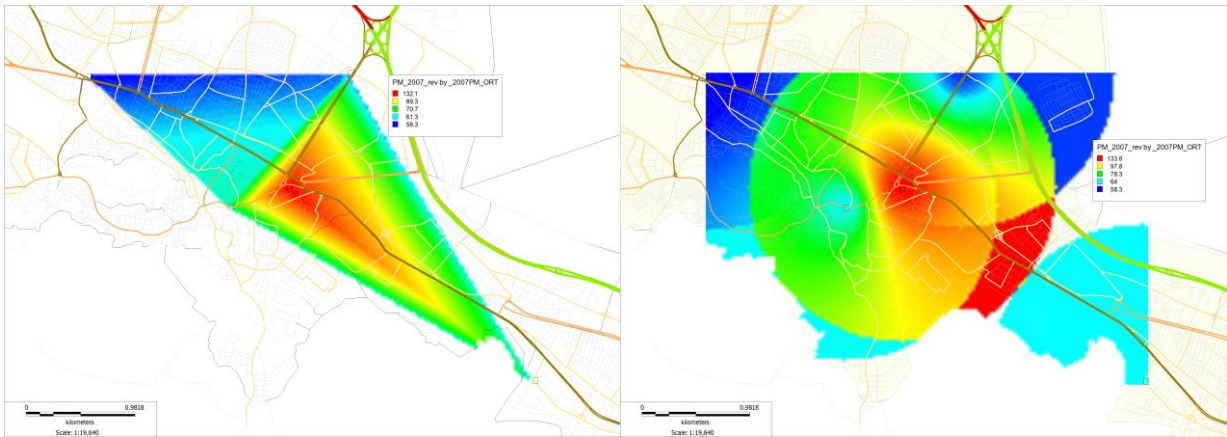 PM_2007_rev by _2007PM_ORT
132.1
89.3
70.7
61.3
58.3
0 0.9818
kilometers
Scale: 1:19,640
PM_2007_rev by _2007PM_ORT
133.6
97.8
78.3
64
58.3
0 0.9818
kilometers
Scale: 1:19,640